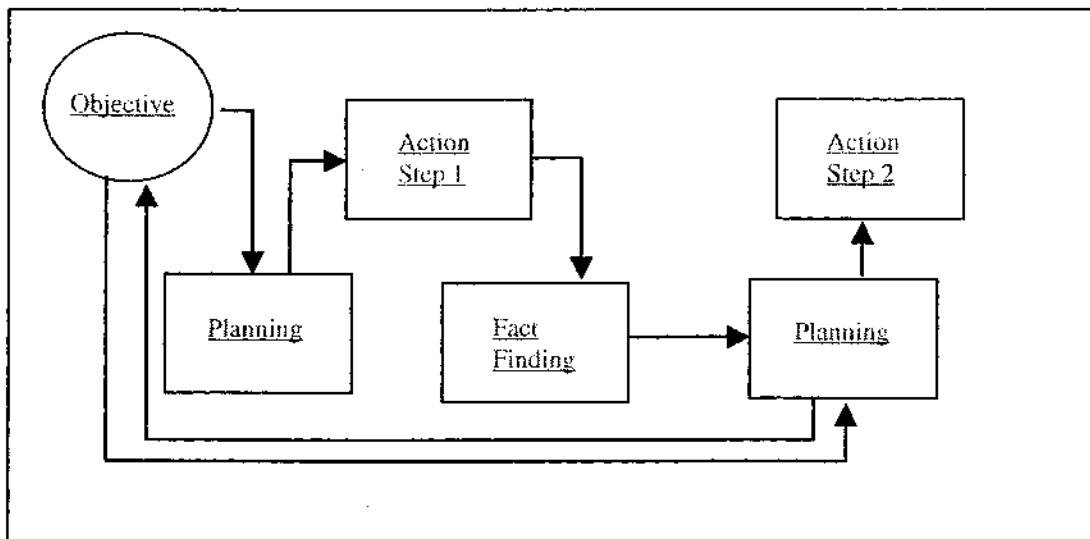 Objective
Action
Step 1
Action
Step 2
Planning
Fact
Finding
Planning